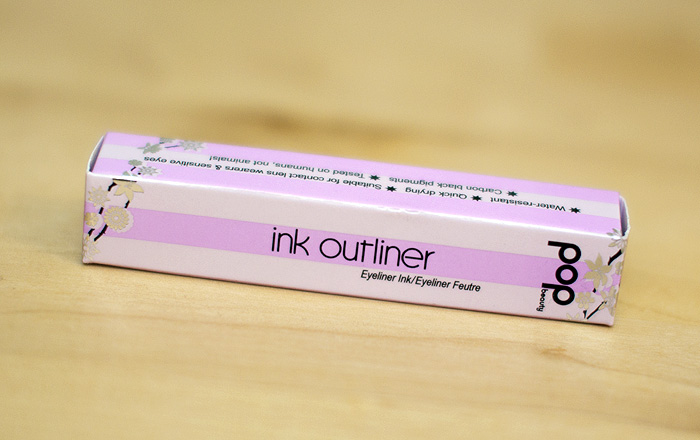 ✷ Water-resistant ✷ Quick drying ✷ Suitable for contact lens wearers & sensitive eyes
✷ Carbon black pigments ✷ Tested on humans, not animals!
ink outliner
Eyeliner Ink/Eyeliner Feutre
pop
beauty